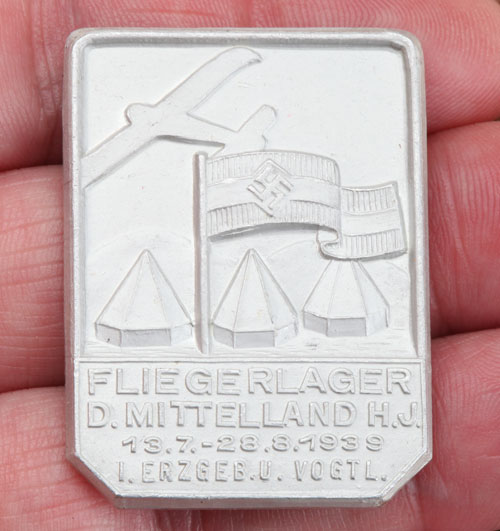 FLIEGERLAGER
D. MITTELLAND H.J.
13.7.-28.8.1939
I. ERZGEB. U. VOGTL.